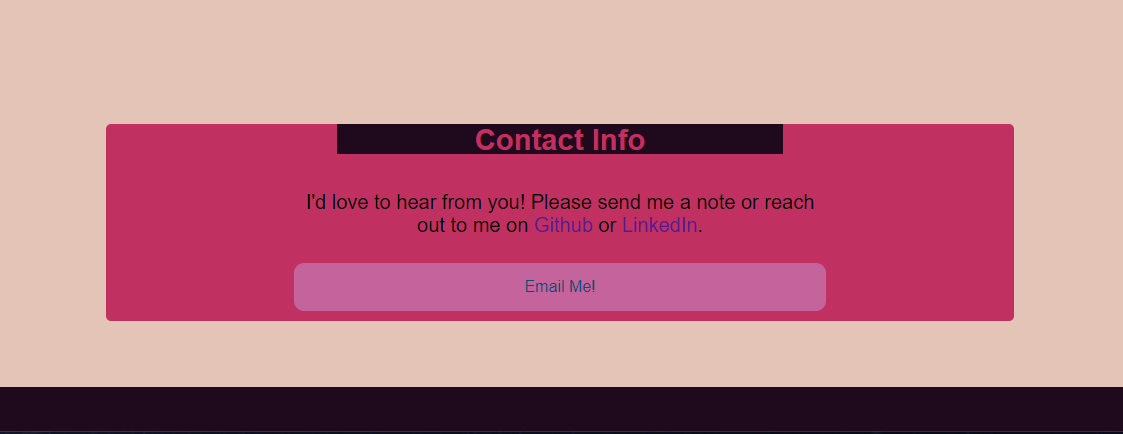 Contact Info
I'd love to hear from you! Please send me a note or reach
out to me on Github or LinkedIn.
Email Me!